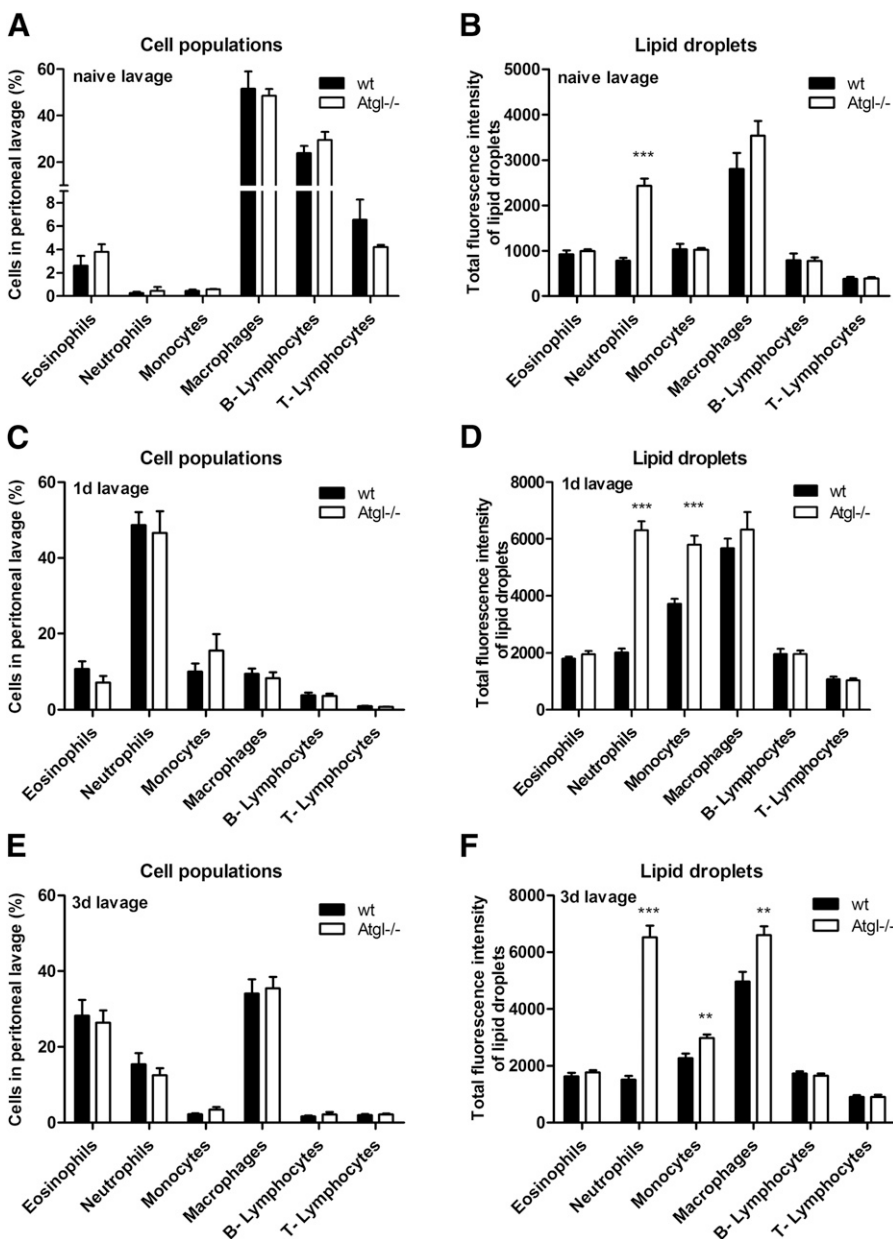 A
Cell populations
naive lavage
wt
Atgl-/-
Cells in peritoneal lavage (%)
60
40
20
8
6
4
2
0
Eosinophils
Neutrophils
Monocytes
Macrophages
B- Lymphocytes
T- Lymphocytes
B
Lipid droplets
naive lavage
wt
Atgl-/-
Total fluorescence intensity
of lipid droplets
5000
4000
3000
2000
1000
0
***
Eosinophils
Neutrophils
Monocytes
Macrophages
B- Lymphocytes
T- Lymphocytes
C
Cell populations
1d lavage
wt
Atgl-/-
Cells in peritoneal lavage (%)
60
40
20
0
Eosinophils
Neutrophils
Monocytes
Macrophages
B- Lymphocytes
T- Lymphocytes
D
Lipid droplets
1d lavage
wt
Atgl-/-
Total fluorescence intensity
of lipid droplets
8000
6000
4000
2000
0
*** ***
Eosinophils
Neutrophils
Monocytes
Macrophages
B- Lymphocytes
T- Lymphocytes
E
Cell populations
3d lavage
wt
Atgl-/-
Cells in peritoneal lavage (%)
60
40
20
0
Eosinophils
Neutrophils
Monocytes
Macrophages
B- Lymphocytes
T- Lymphocytes
F
Lipid droplets
3d lavage
wt
Atgl-/-
Total fluorescence intensity
of lipid droplets
8000
6000
4000
2000
0
*** ** **
Eosinophils
Neutrophils
Monocytes
Macrophages
B- Lymphocytes
T- Lymphocytes